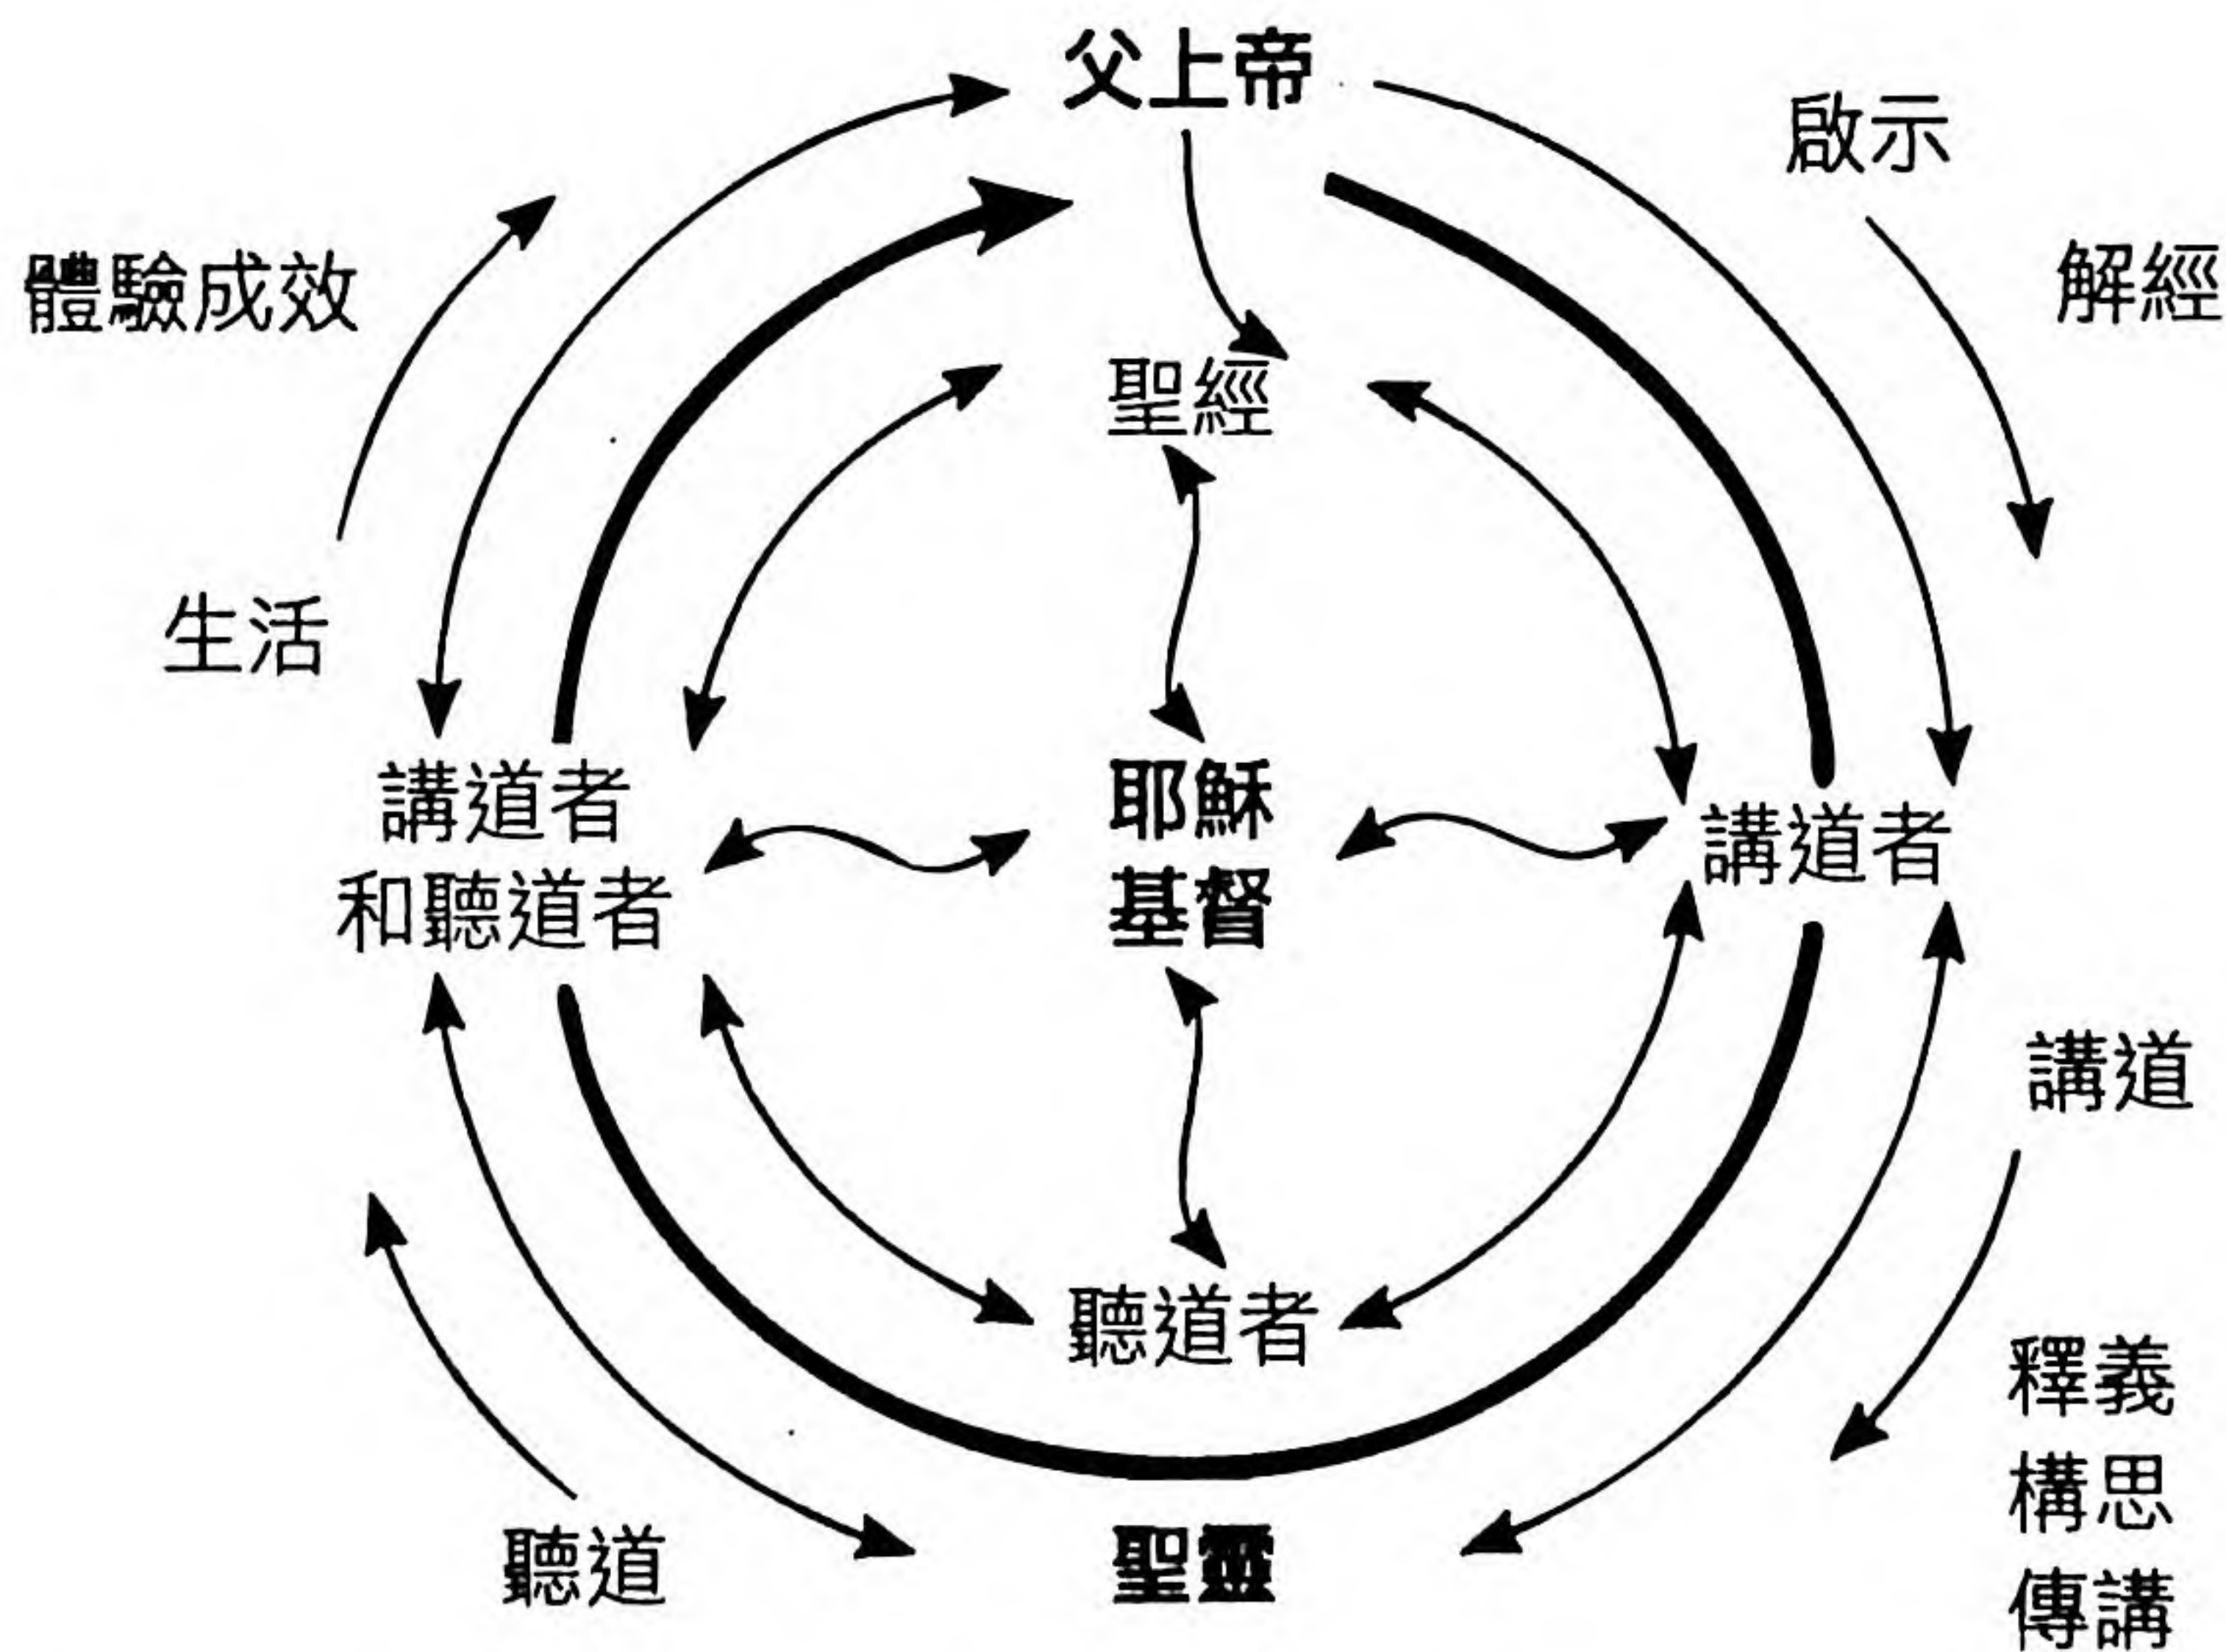 父上帝
啟示
解經
體驗成效
聖經
生活
講道者
和聽道者
耶穌
基督
講道者
講道
聽道者
釋義
構思
傳講
聽道
聖靈